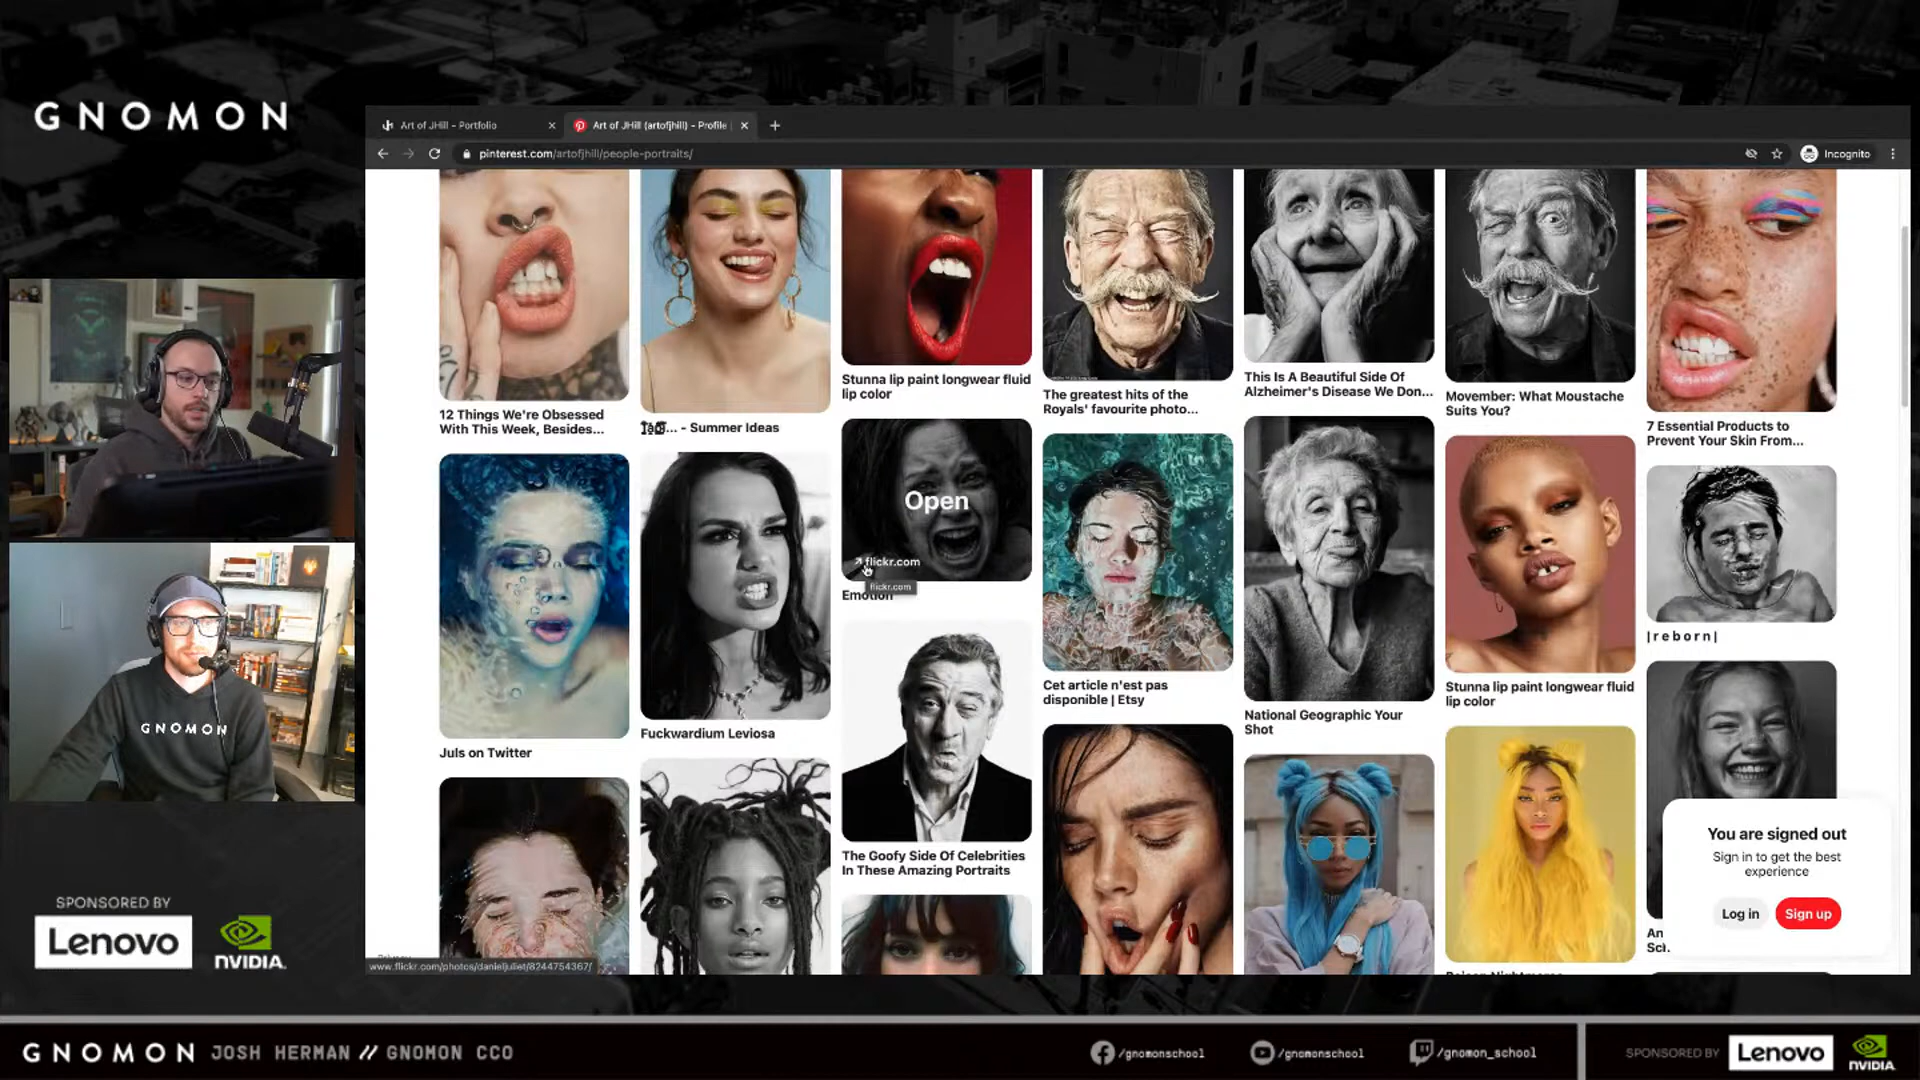 GNOMON
Art of JHill – Portfolio
Art of JHill (artofjhill) – Profile
pinterest.com/artofjhill/people-portraits/
Incognito
12 Things We're Obsessed
With This Week, Besides...
... - Summer Ideas
Stunna lip paint longwear fluid
lip color
The greatest hits of the
Royals' favourite photo...
This Is A Beautiful Side Of
Alzheimer's Disease We Don...
Movember: What Moustache
Suits You?
7 Essential Products to
Prevent Your Skin From...
Open
flickr.com
flickr.com
Emotion
Juls on Twitter
Fuckwardium Leviosa
The Goofy Side Of Celebrities
In These Amazing Portraits
Cet article n'est pas
disponible | Etsy
National Geographic Your
Shot
Stunna lip paint longwear fluid
lip color
| r e b o r n |
You are signed out
Sign in to get the best
experience
Log in
Sign up
An
Sci.
www.flickr.com/photos/danieljuliet/8244754367/
GNOMON
SPONSORED BY
Lenovo
NVIDIA.
GNOMON JOSH HERMAN // GNOMON CCO
/gnomonschool
/gnomonschool
/gnomon_school
SPONSORED BY
Lenovo
NVIDIA.